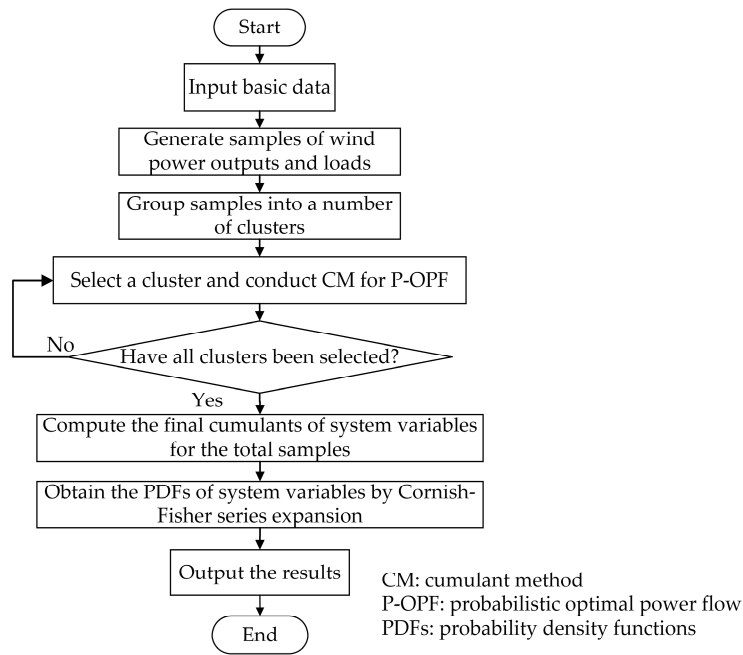 Start
Input basic data
Generate samples of wind
power outputs and loads
Group samples into a number
of clusters
Select a cluster and conduct CM for P-OPF
No
Have all clusters been selected?
Yes
Compute the final cumulants of system variables
for the total samples
Obtain the PDFs of system variables by Cornish-
Fisher series expansion
Output the results
End
CM: cumulant method
P-OPF: probabilistic optimal power flow
PDFs: probability density functions